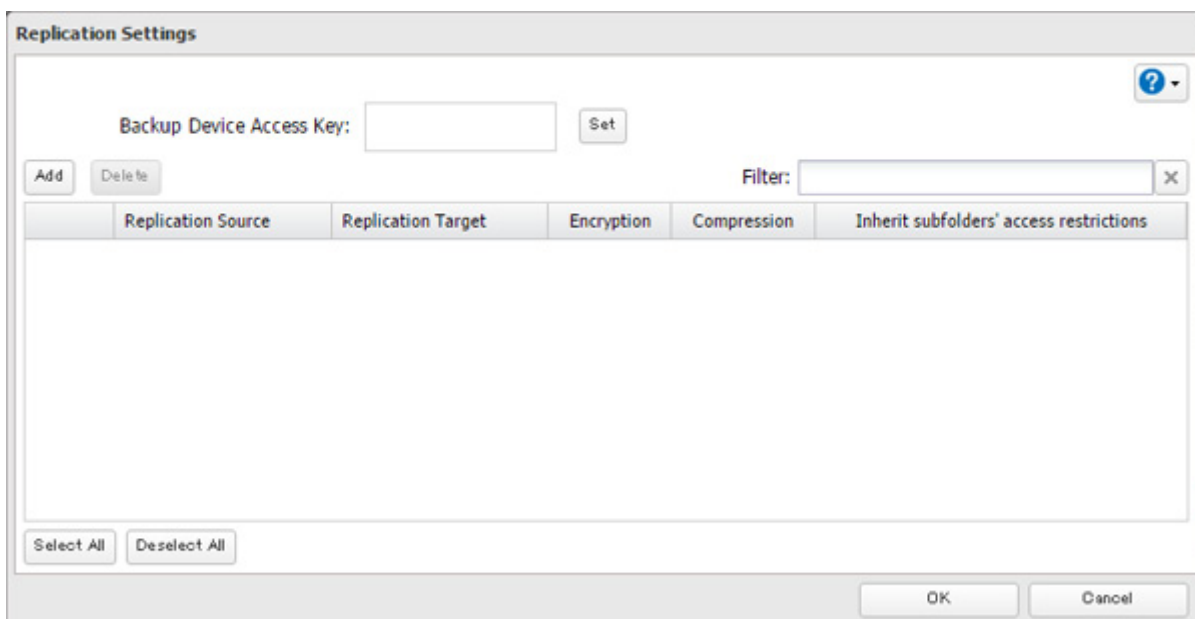 Replication Settings
?
Backup Device Access Key: Set
Add Delete Filter:
Replication Source Replication Target Encryption Compression Inherit subfolders' access restrictions
Select All Deselect All
OK Cancel